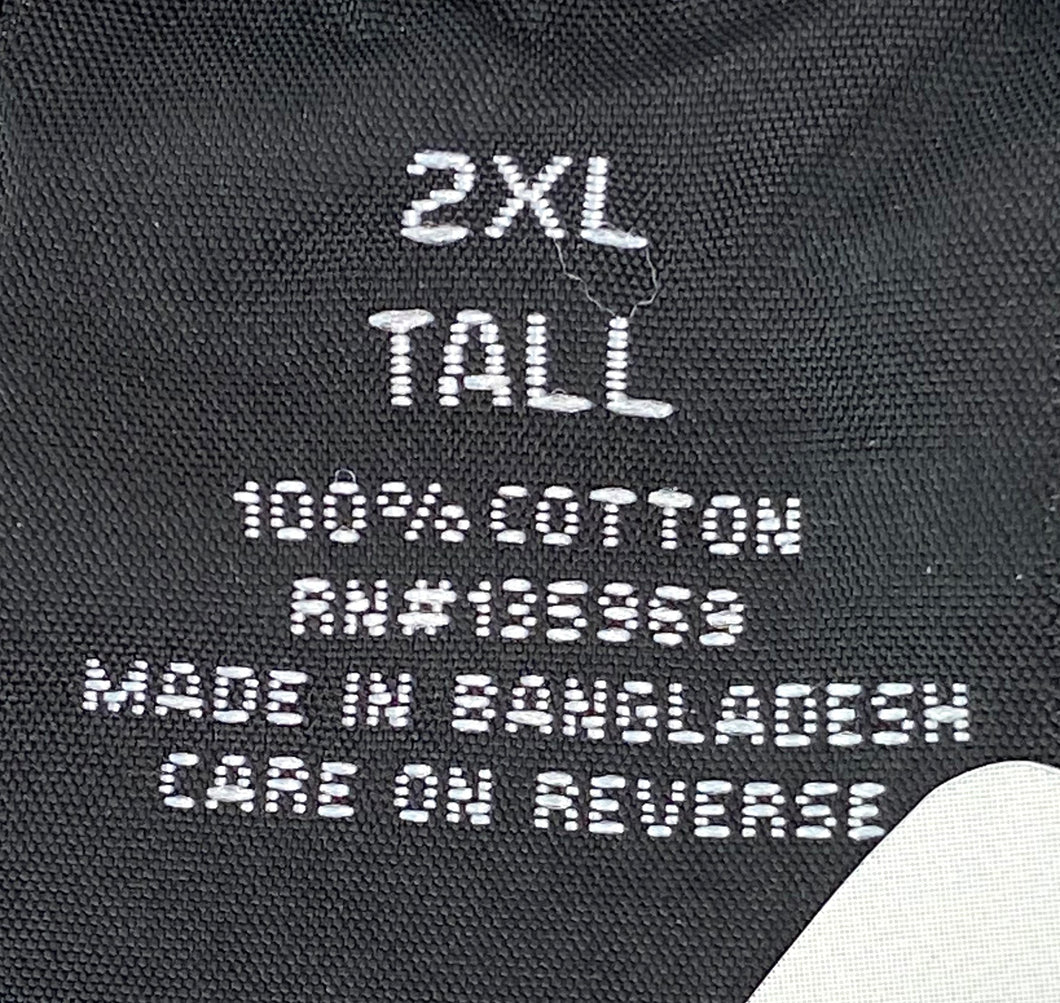 2XL
TALL
100% COTTON
RN#135963
MADE IN BANGLADESH
CARE ON REVERSE